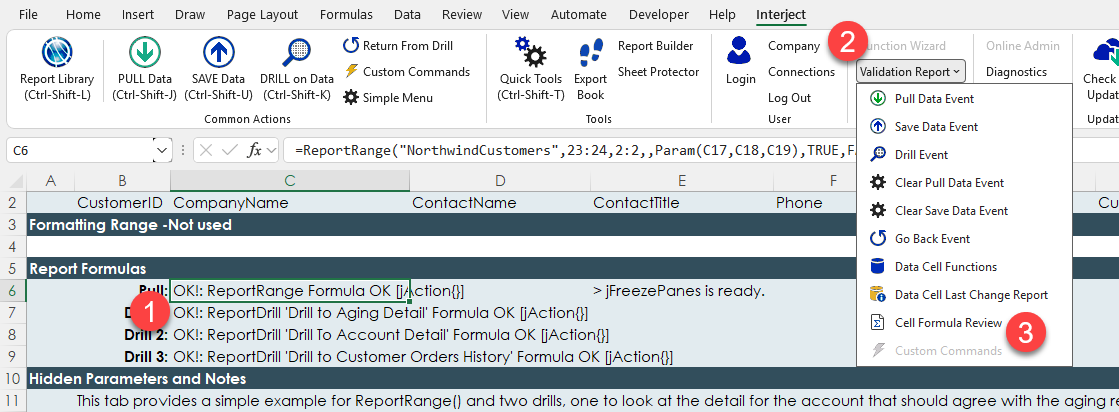 File Home Insert Draw Page Layout Formulas Data Review View Automate Developer Help Interject
Report Library
(Ctrl-Shift-L)
PULL Data
(Ctrl-Shift-J)
SAVE Data
(Ctrl-Shift-U)
DRILL on Data
(Ctrl-Shift-K)
Return From Drill
Custom Commands
Simple Menu
Common Actions
Quick Tools
(Ctrl-Shift-T)
Export
Book
Report Builder
Sheet Protector
Tools
Login
Company
Connections
Log Out
User
2
unction Wizard
Validation Report
Online Admin
Diagnostics
Check
Upda
Updat
Pull Data Event
Save Data Event
Drill Event
Clear Pull Data Event
Clear Save Data Event
Go Back Event
Data Cell Functions
Data Cell Last Change Report
Cell Formula Review
3
Custom Commands
C6 fx =ReportRange("NorthwindCustomers",23:24,2:2,,Param(C17,C18,C19),TRUE,FA
A B C D E F
2 CustomerID CompanyName ContactName ContactTitle Phone Cu
3 Formatting Range -Not used
4
5 Report Formulas
6 Pull: OK!: ReportRange Formula OK [jAction{}] > jFreezePanes is ready.
1
7 D OK!: ReportDrill 'Drill to Aging Detail' Formula OK [jAction{}]
8 Drill 2: OK!: ReportDrill 'Drill To Account Detail' Formula OK [jAction{}]
9 Drill 3: OK!: ReportDrill 'Drill to Customer Orders History' Formula OK [jAction{}]
10 Hidden Parameters and Notes
11 This tab provides a simple example for ReportRange() and two drills, one to look at the detail for the account that should agree with the aging re